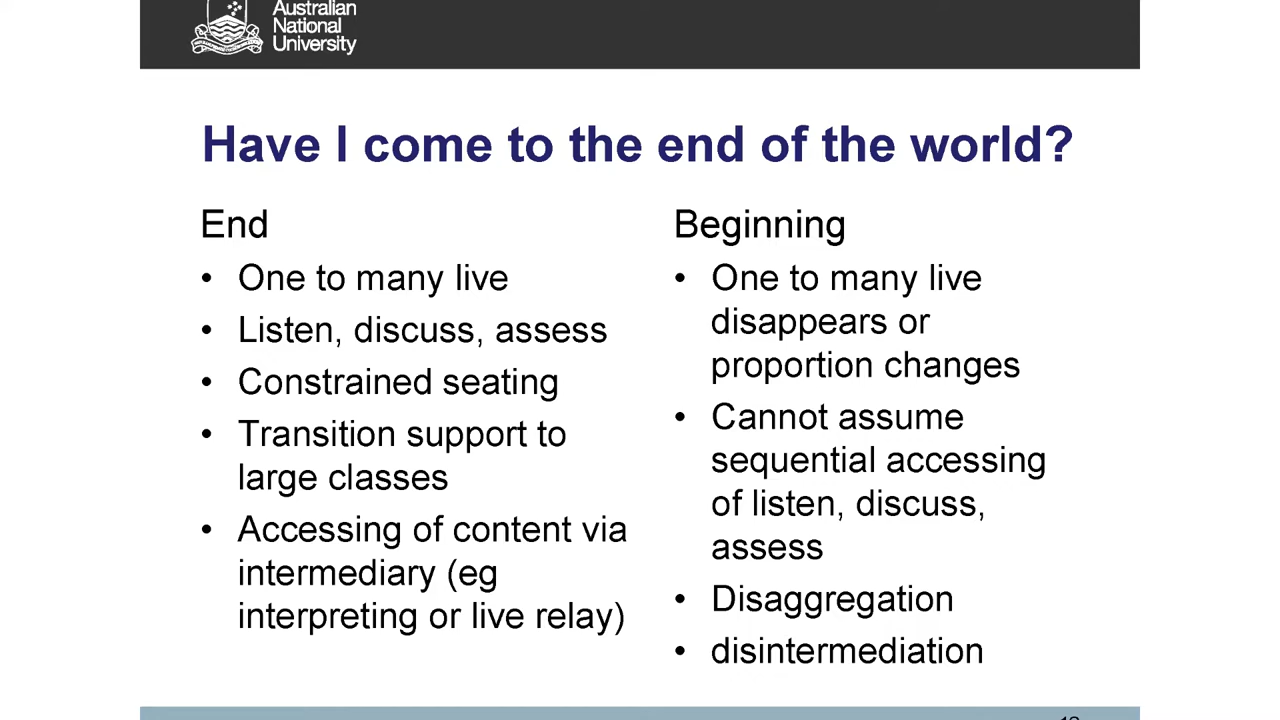 Australian
National
University
Have I come to the end of the world?
End
• One to many live
• Listen, discuss, assess
• Constrained seating
• Transition support to
large classes
• Accessing of content via
intermediary (eg
interpreting or live relay)
Beginning
• One to many live
disappears or
proportion changes
• Cannot assume
sequential accessing
of listen, discuss,
assess
• Disaggregation
• disintermediation